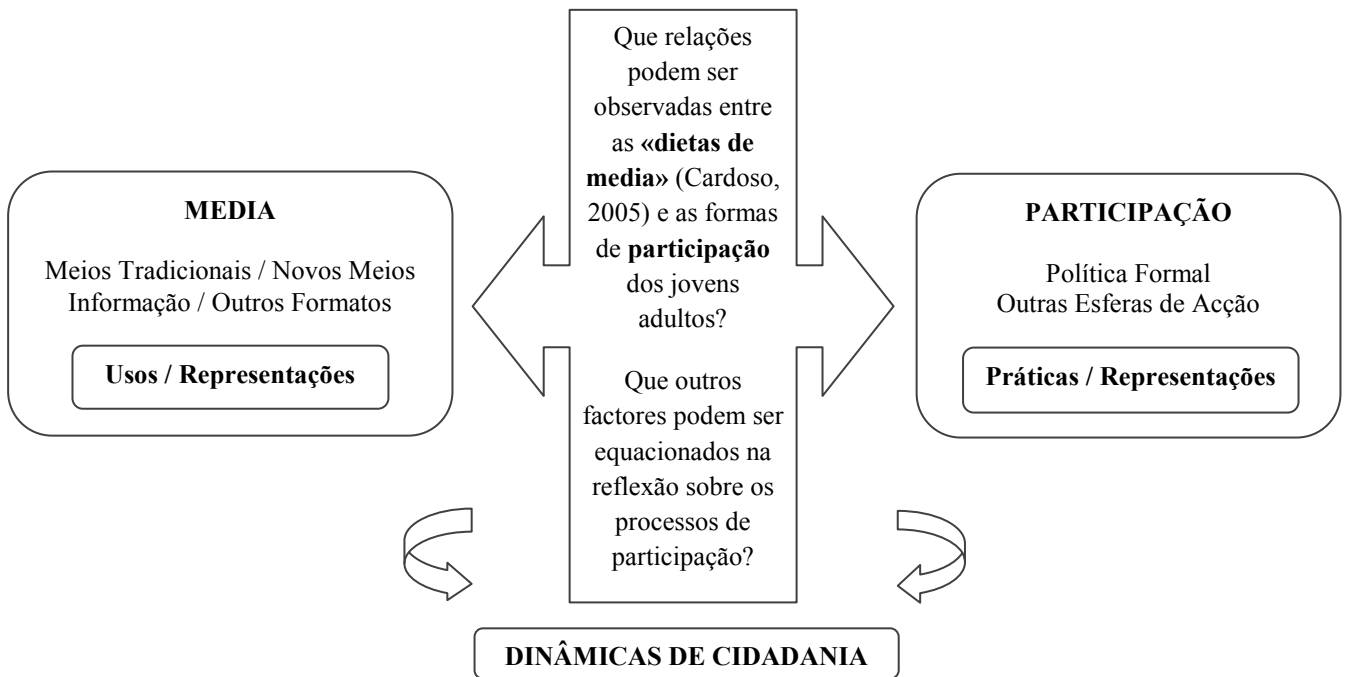 MEDIA
Meios Tradicionais / Novos Meios
Informação / Outros Formatos
Usos / Representações
Que relações
podem ser
observadas entre
as «dietas de
media» (Cardoso,
2005) e as formas
de participação
dos jovens
adultos?
Que outros
factores podem ser
equacionados na
reflexão sobre os
processos de
participação?
PARTICIPAÇÃO
Política Formal
Outras Esferas de Acção
Práticas / Representações
DINÂMICAS DE CIDADANIA